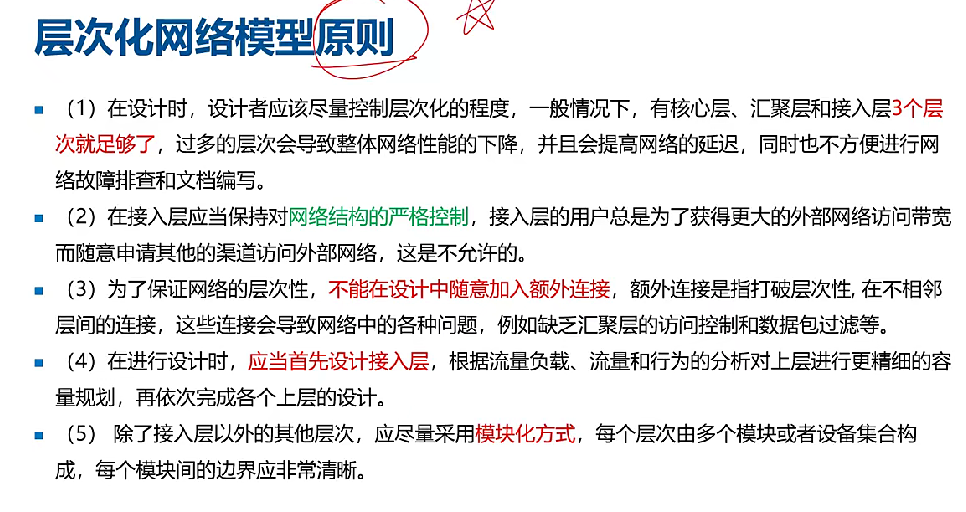 层次化网络模型原则
（1）在设计时，设计者应该尽量控制层次化的程度，一般情况下，有核心层、汇聚层和接入层3个层
次就足够了，过多的层次会导致整体网络性能的下降，并且会提高网络的延迟，同时也不方便进行网
络故障排查和文档编写。
（2）在接入层应当保持对网络结构的严格控制，接入层的用户总是为了获得更大的外部网络访问带宽
而随意申请其他的渠道访问外部网络，这是不允许的。
（3）为了保证网络的层次性，不能在设计中随意加入额外连接，额外连接是指打破层次性, 在不相邻
层间的连接，这些连接会导致网络中的各种问题，例如缺乏汇聚层的访问控制和数据包过滤等。
（4）在进行设计时，应当首先设计接入层，根据流量负载、流量和行为的分析对上层进行更精细的容
量规划，再依次完成各个上层的设计。
（5） 除了接入层以外的其他层次，应尽量采用模块化方式，每个层次由多个模块或者设备集合构
成，每个模块间的边界应非常清晰。